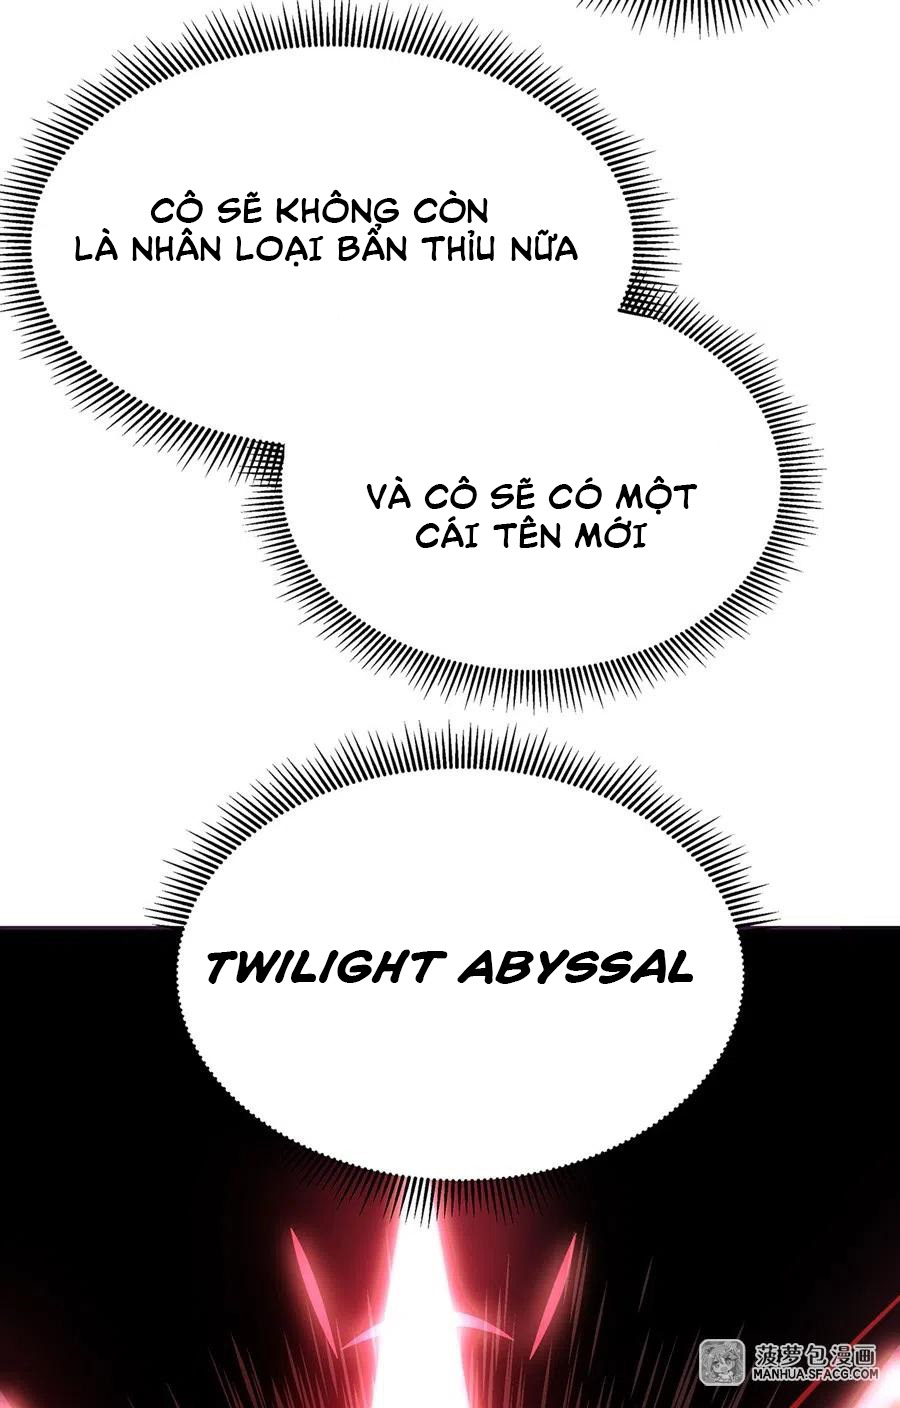 CÔ SẼ KHÔNG CÒN
LÀ NHÂN LOẠI BẨN THỈU NỮA
VÀ CÔ SẼ CÓ MỘT
CÁI TÊN MỚI
TWILIGHT ABYSSAL
菠萝包漫画
MANHUA.SFACG.COM